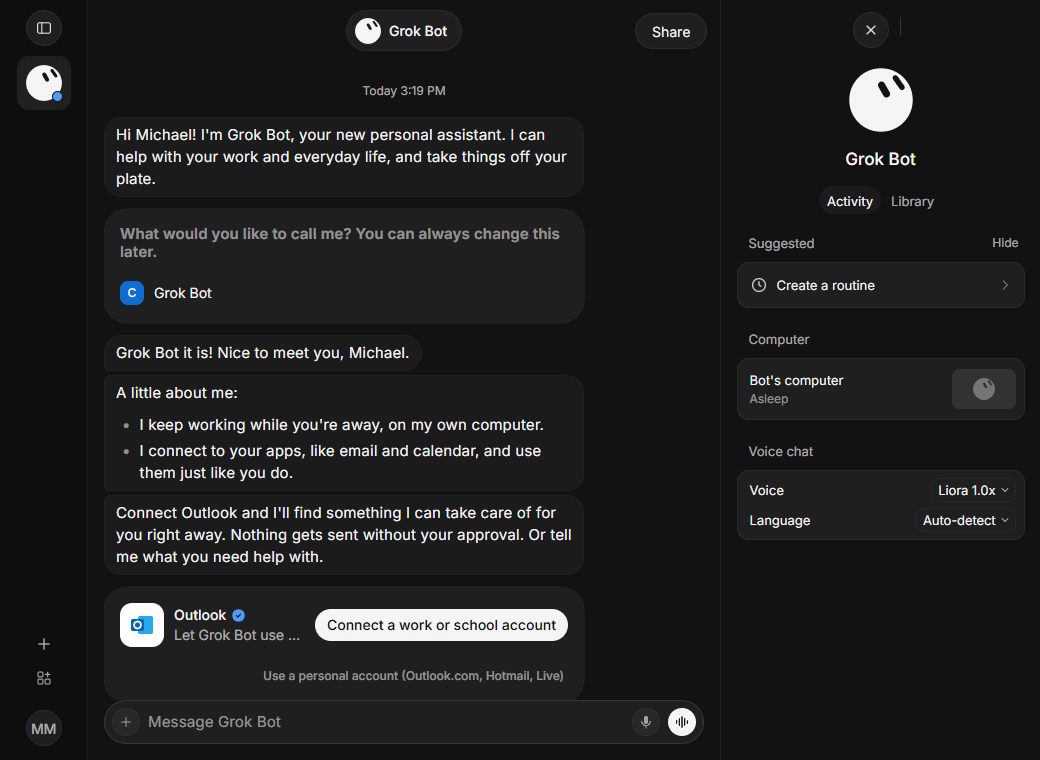 Grok Bot
Share
Today 3:19 PM
Hi Michael! I'm Grok Bot, your new personal assistant. I can
help with your work and everyday life, and take things off your
plate.
What would you like to call me? You can always change this
later.
C Grok Bot
Grok Bot it is! Nice to meet you, Michael.
A little about me:
• I keep working while you're away, on my own computer.
• I connect to your apps, like email and calendar, and use
them just like you do.
Connect Outlook and I'll find something I can take care of for
you right away. Nothing gets sent without your approval. Or tell
me what you need help with.
Outlook
Let Grok Bot use ...
Connect a work or school account
Use a personal account (Outlook.com, Hotmail, Live)
Message Grok Bot
MM
Grok Bot
Activity Library
Suggested Hide
Create a routine
Computer
Bot's computer
Asleep
Voice chat
Voice Liora 1.0x
Language Auto-detect